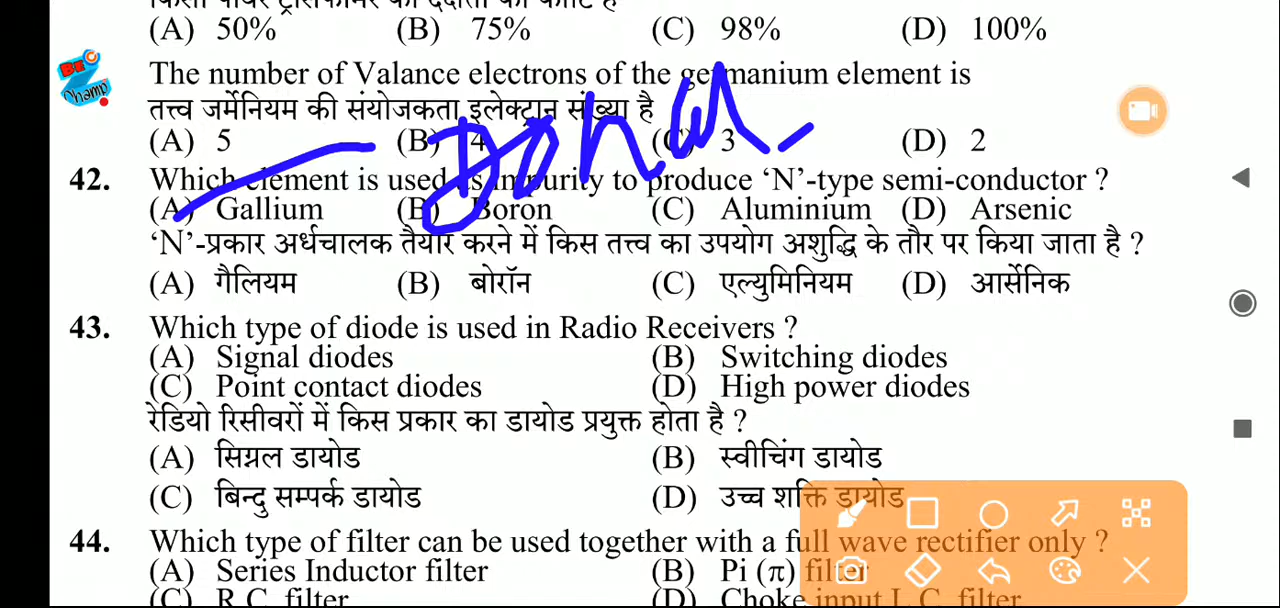 (A) 50% (B) 75% (C) 98% (D) 100%
BE
Champ
The number of Valance electrons of the germanium element is
तत्त्व जर्मेनियम की संयोजकता इलेक्ट्रान संख्या है
(A) 5 (B) 4 (C) 3 (D) 2
42. Which element is used as impurity to produce ‘N’-type semi-conductor ?
(A) Gallium (B) Boron (C) Aluminium (D) Arsenic
‘N’-प्रकार अर्धचालक तैयार करने में किस तत्त्व का उपयोग अशुद्धि के तौर पर किया जाता है ?
(A) गैलियम (B) बोरॉन (C) एल्युमिनियम (D) आर्सेनिक
43. Which type of diode is used in Radio Receivers ?
(A) Signal diodes (B) Switching diodes
(C) Point contact diodes (D) High power diodes
रेडियो रिसीवरों में किस प्रकार का डायोड प्रयुक्त होता है ?
(A) सिग्नल डायोड (B) स्वीचिंग डायोड
(C) बिन्दु सम्पर्क डायोड (D) उच्च शक्ति डायोड
44. Which type of filter can be used together with a full wave rectifier only ?
(A) Series Inductor filter (B) Pi (π) filter
(C) R.C. filter (D) Choke input L.C. filter